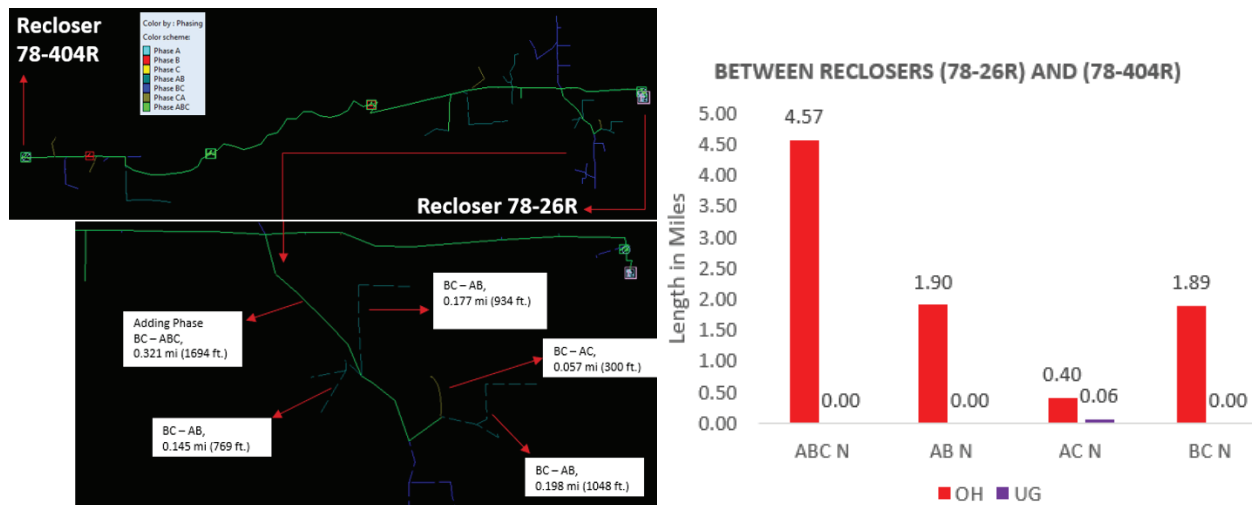 Recloser
78-404R
Color by : Phasing
Color scheme:
Phase A
Phase B
Phase C
Phase AB
Phase BC
Phase CA
Phase ABC
Recloser 78-26R
BC – AB,
0.177 mi (934 ft.)
Adding Phase
BC – ABC,
0.321 mi (1694 ft.)
BC – AC,
0.057 mi (300 ft.)
BC – AB,
0.145 mi (769 ft.)
BC – AB,
0.198 mi (1048 ft.)
BETWEEN RECLOSERS (78-26R) AND (78-404R)
Length in Miles
5.00
4.50
4.00
3.50
3.00
2.50
2.00
1.50
1.00
0.50
0.00
4.57
0.00
1.90
0.00
0.40
0.06
1.89
0.00
ABC N
AB N
AC N
BC N
OH
UG